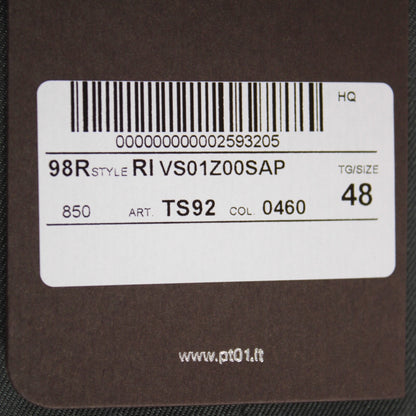 HQ
000000000002593205
98R STYLE RI VS01Z00SAP TG/SIZE
850 ART. TS92 COL. 0460 48
www.pt01.it